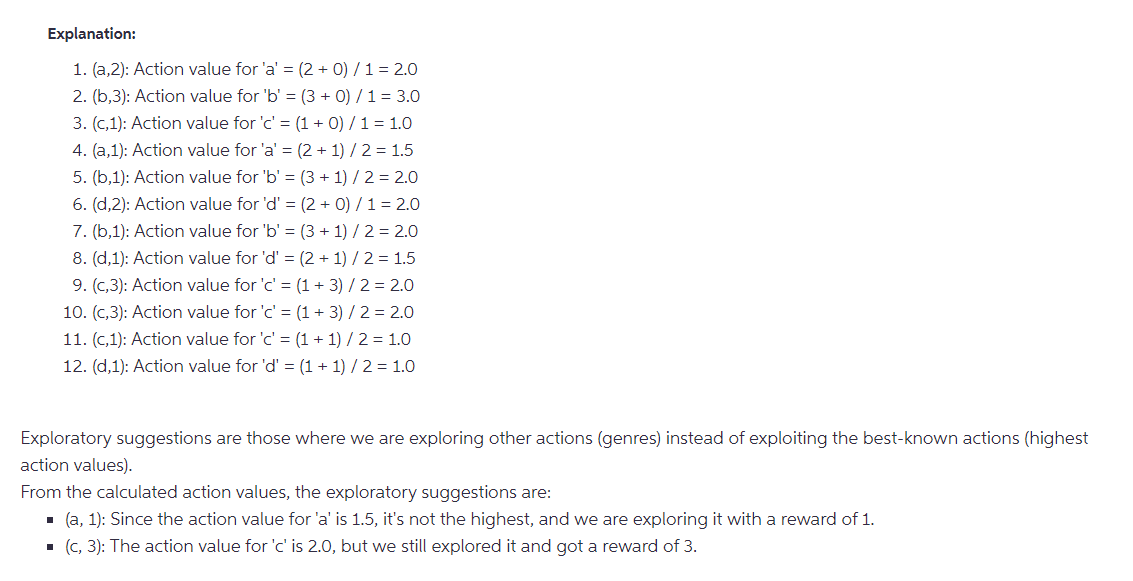 Explanation:
1. (a,2): Action value for 'a' = (2 + 0) / 1 = 2.0
2. (b,3): Action value for 'b' = (3 + 0) / 1 = 3.0
3. (c,1): Action value for 'c' = (1 + 0) / 1 = 1.0
4. (a,1): Action value for 'a' = (2 + 1) / 2 = 1.5
5. (b,1): Action value for 'b' = (3 + 1) / 2 = 2.0
6. (d,2): Action value for 'd' = (2 + 0) / 1 = 2.0
7. (b,1): Action value for 'b' = (3 + 1) / 2 = 2.0
8. (d,1): Action value for 'd' = (2 + 1) / 2 = 1.5
9. (c,3): Action value for 'c' = (1 + 3) / 2 = 2.0
10. (c,3): Action value for 'c' = (1 + 3) / 2 = 2.0
11. (c,1): Action value for 'c' = (1 + 1) / 2 = 1.0
12. (d,1): Action value for 'd' = (1 + 1) / 2 = 1.0
Exploratory suggestions are those where we are exploring other actions (genres) instead of exploiting the best-known actions (highest
action values).
From the calculated action values, the exploratory suggestions are:
▪ (a, 1): Since the action value for 'a' is 1.5, it's not the highest, and we are exploring it with a reward of 1.
▪ (c, 3): The action value for 'c' is 2.0, but we still explored it and got a reward of 3.